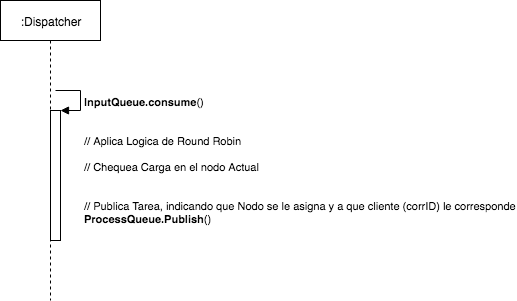 :Dispatcher
InputQueue.consume()
// Aplica Logica de Round Robin
// Chequea Carga en el nodo Actual
// Publica Tarea, indicando que Nodo se le asigna y a que cliente (corrID) le corresponde
ProcessQueue.Publish()